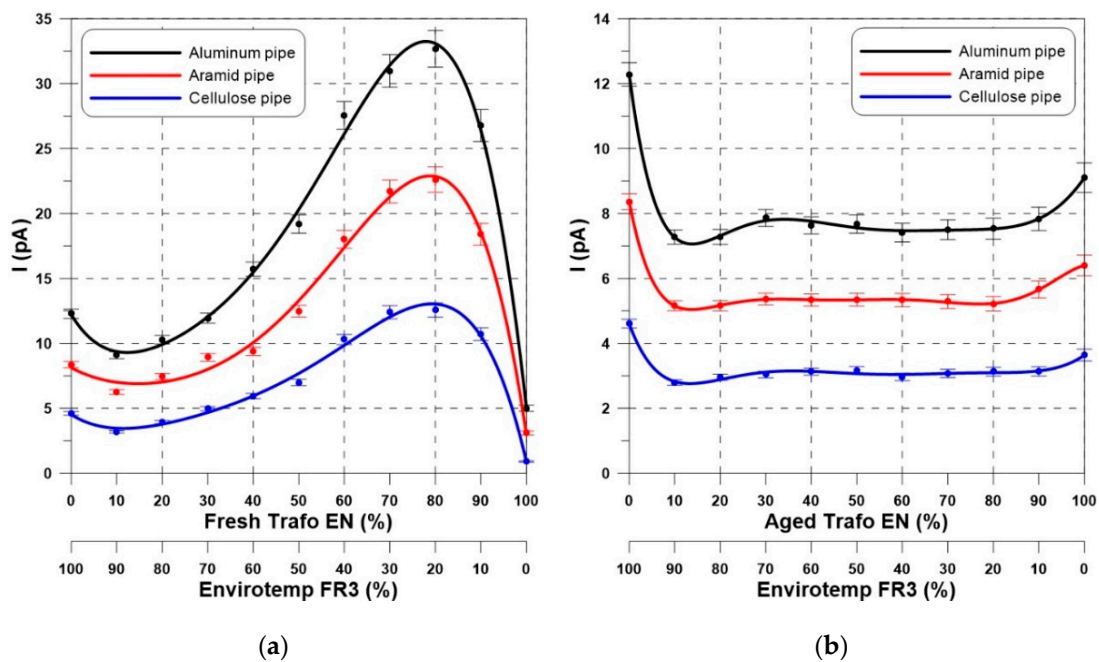 35
30
25
20
15
10
5
0
I (pA)
Aluminum pipe
Aramid pipe
Cellulose pipe
0 10 20 30 40 50 60 70 80 90 100
Fresh Trafo EN (%)
100 90 80 70 60 50 40 30 20 10 0
Envirotemp FR3 (%)
(a)
14
12
10
8
6
4
2
0
I (pA)
Aluminum pipe
Aramid pipe
Cellulose pipe
0 10 20 30 40 50 60 70 80 90 100
Aged Trafo EN (%)
100 90 80 70 60 50 40 30 20 10 0
Envirotemp FR3 (%)
(b)